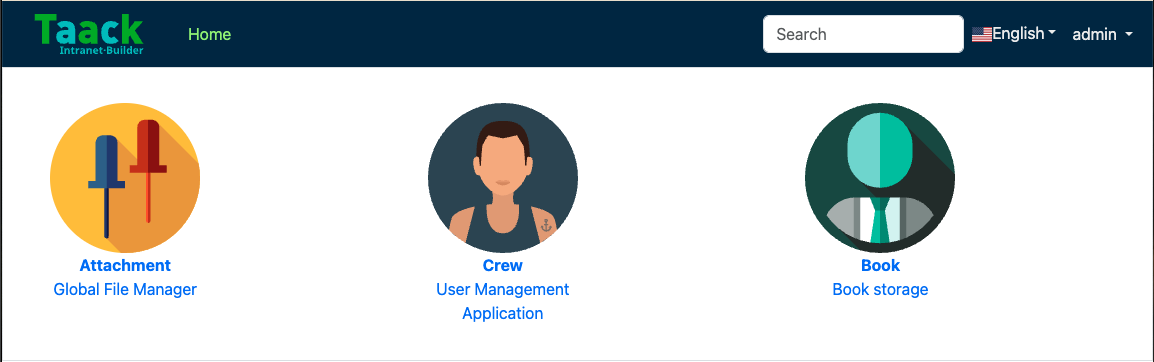 Taack
Intranet·Builder
Home
Search
English
admin
Attachment
Global File Manager
Crew
User Management
Application
Book
Book storage